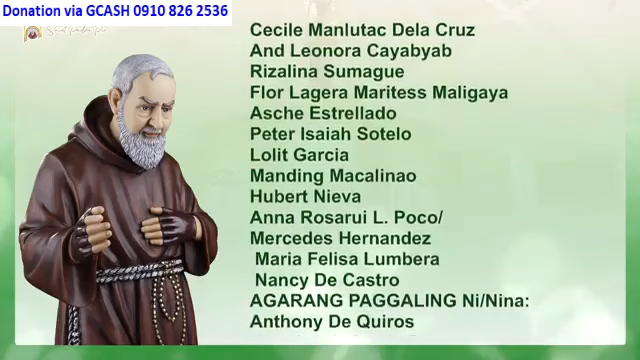 Donation via GCASH 0910 826 2536
Cecile Manlutac Dela Cruz
And Leonora Cayabyab
Rizalina Sumague
Flor Lagera Maritess Maligaya
Asche Estrellado
Peter Isaiah Sotelo
Lolit Garcia
Manding Macalinao
Hubert Nieva
Anna Rosarui L. Poco/
Mercedes Hernandez
Maria Felisa Lumbera
Nancy De Castro
AGARANG PAGGALING Ni/Nina:
Anthony De Quiros